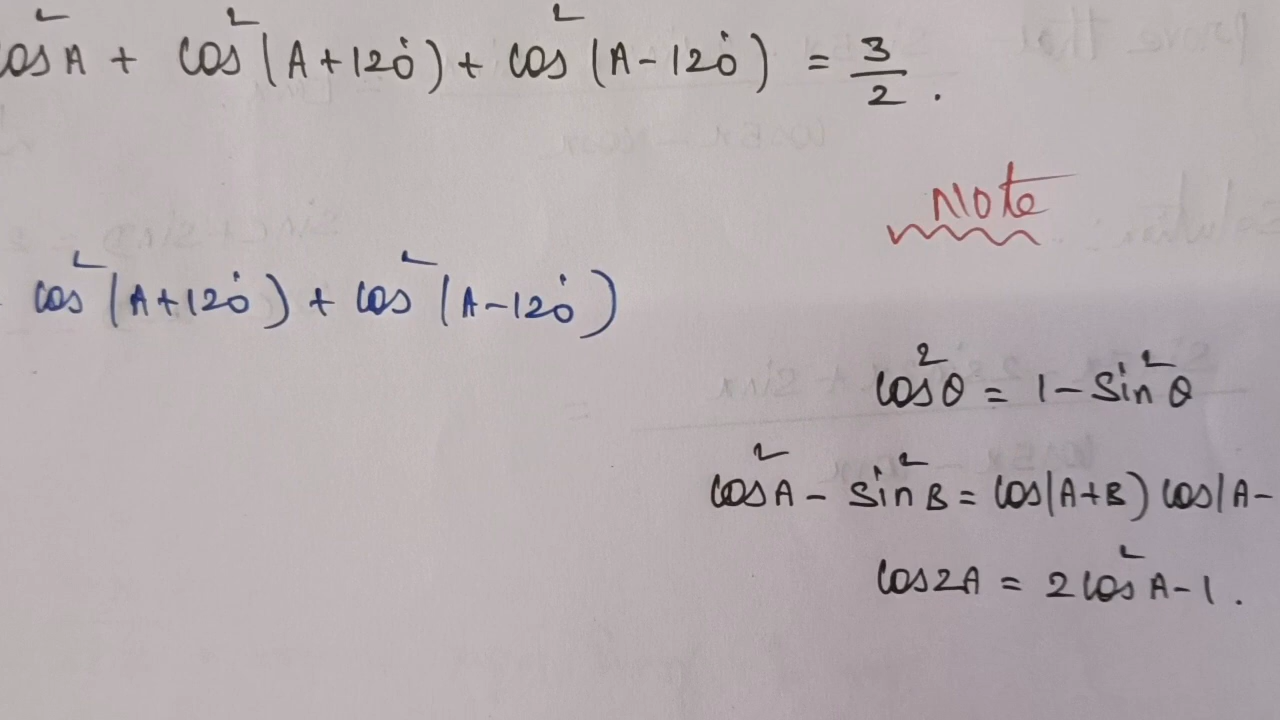 cos²A + cos²(A+120°) + cos²(A-120°) = 3/2 .
Note
cos²(A+120°) + cos²(A-120°)
cos²θ = 1 - sin²θ
cos²A - sin²B = cos(A+B) cos(A-
cos2A = 2cos²A - 1 .